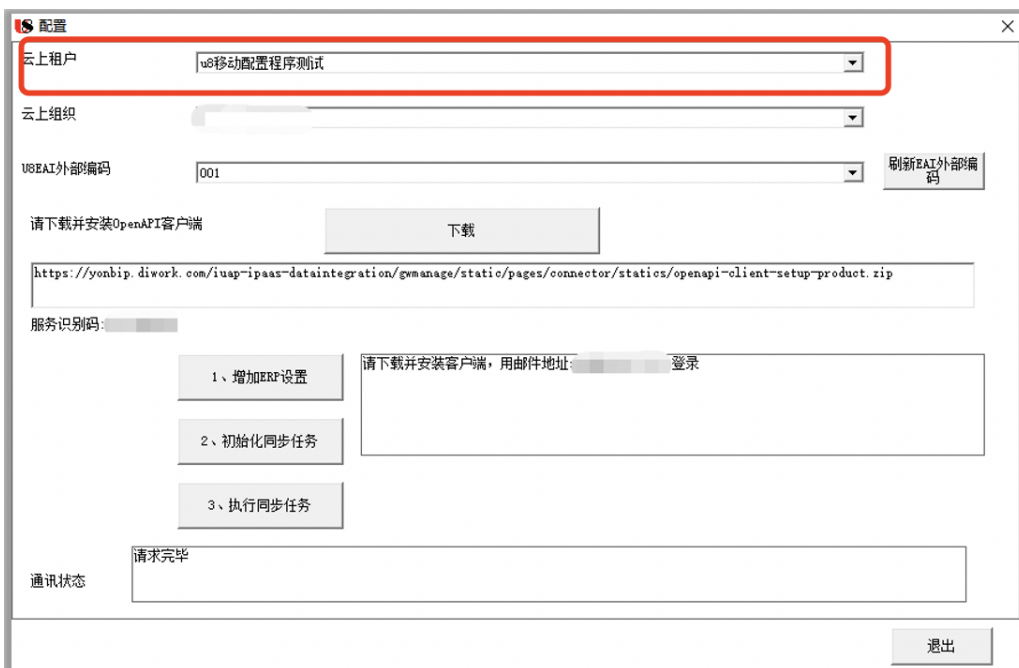 U8 配置
云上租户
u8移动配置程序测试
云上组织
U8EAI外部编码
001
刷新EAI外部编
码
请下载并安装OpenAPI客户端
下载
https://yonbip.diwork.com/iuap-ipaas-dataintegration/gwmanage/static/pages/connector/statics/openapi-client-setup-product.zip
服务识别码:
1、增加ERP设置
请下载并安装客户端，用邮件地址: 登录
2、初始化同步任务
3、执行同步任务
请求完毕
通讯状态
退出